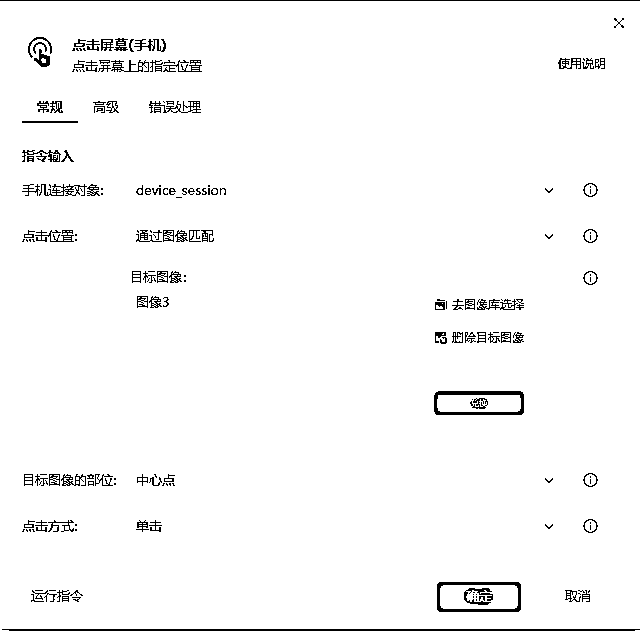 点击屏幕(手机)
点击屏幕上的指定位置
使用说明
常规 高级 错误处理
指令输入
手机连接对象: device_session
点击位置: 通过图像匹配
目标图像:
图像3
去图像库选择
删除目标图像
目标图像的部位: 中心点
点击方式: 单击
运行指令 确定 取消